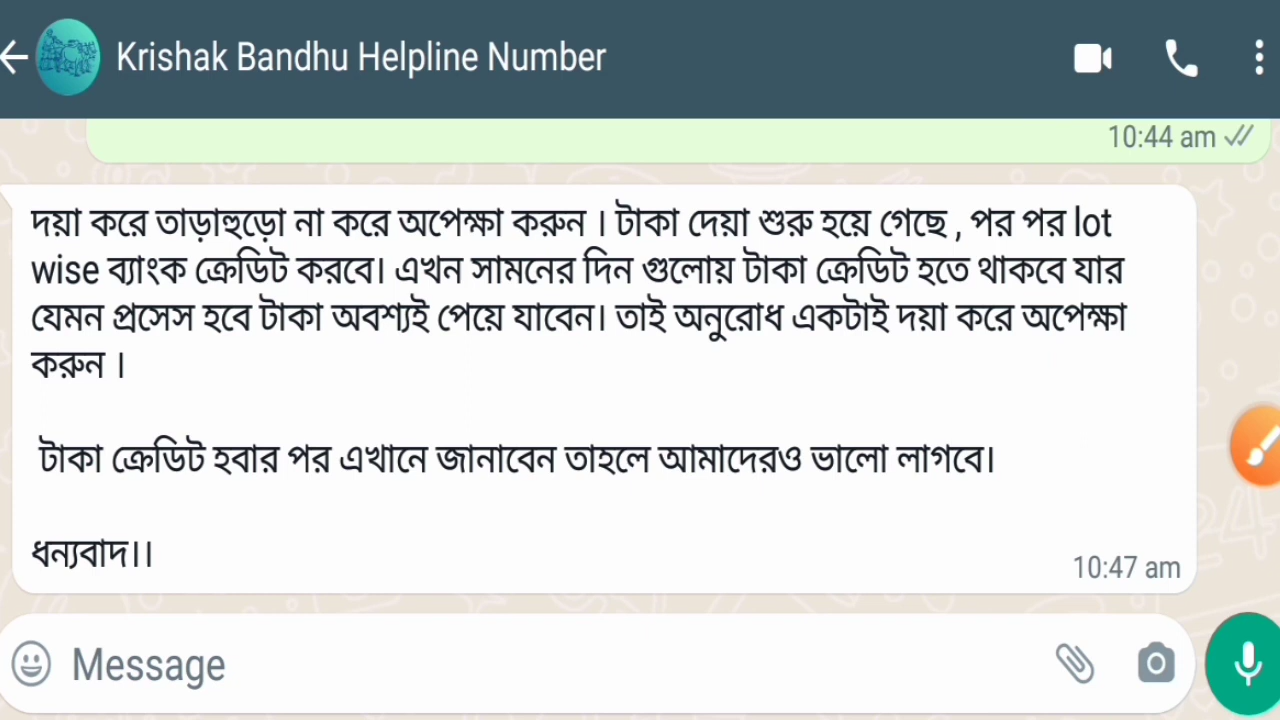 Krishak Bandhu Helpline Number
10:44 am
দয়া করে তাড়াহুড়ো না করে অপেক্ষা করুন । টাকা দেয়া শুরু হয়ে গেছে , পর পর lot
wise ব্যাংক ক্রেডিট করবে। এখন সামনের দিন গুলোয় টাকা ক্রেডিট হতে থাকবে যার
যেমন প্রসেস হবে টাকা অবশ্যই পেয়ে যাবেন। তাই অনুরোধ একটাই দয়া করে অপেক্ষা
করুন ।
টাকা ক্রেডিট হবার পর এখানে জানাবেন তাহলে আমাদেরও ভালো লাগবে।
ধন্যবাদ।।
10:47 am
Message